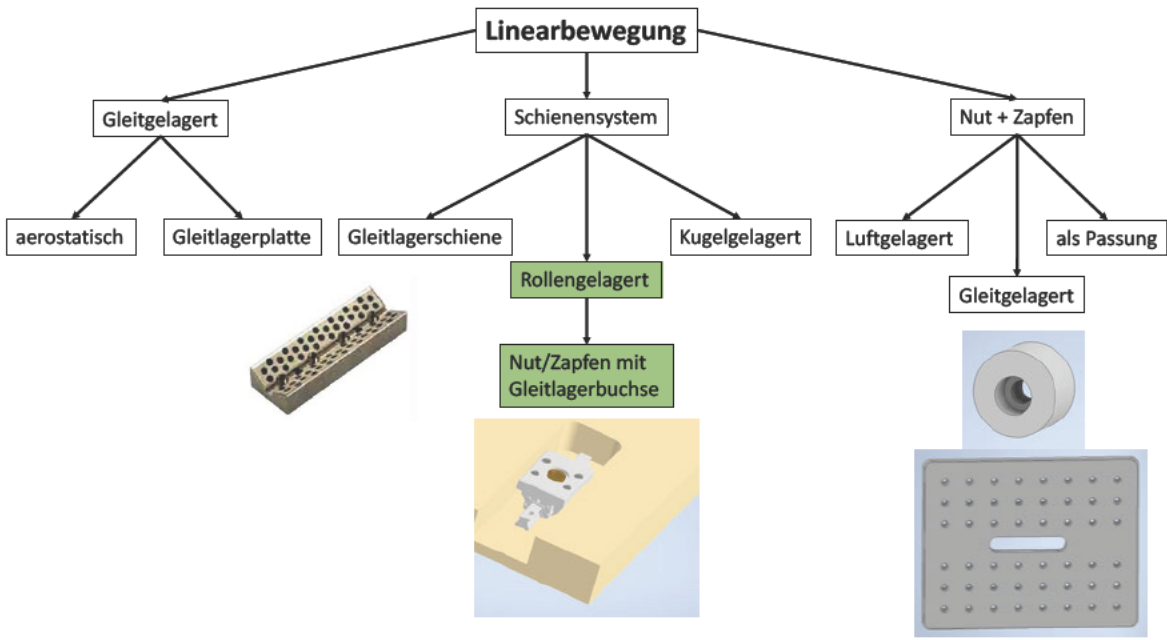 Linearbewegung
Gleitgelagert
Schienensystem
Nut + Zapfen
aerostatisch
Gleitlagerplatte
Gleitlagerschiene
Kugelgelagert
Luftgelagert
als Passung
Rollengelagert
Gleitgelagert
Nut/Zapfen mit
Gleitlagerbuchse